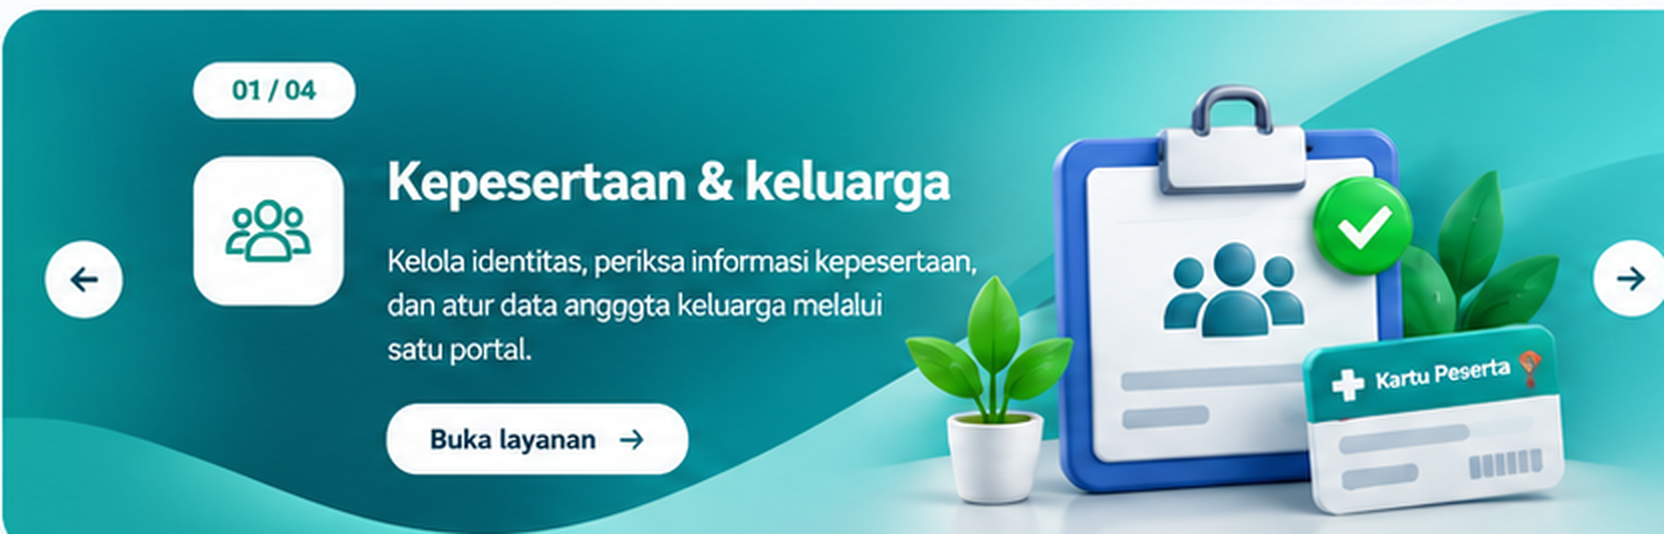 01 / 04
Kepesertaan & keluarga
Kelola identitas, periksa informasi kepesertaan,
dan atur data angggta keluarga melalui
satu portal.
Buka layanan →
Kartu Peserta